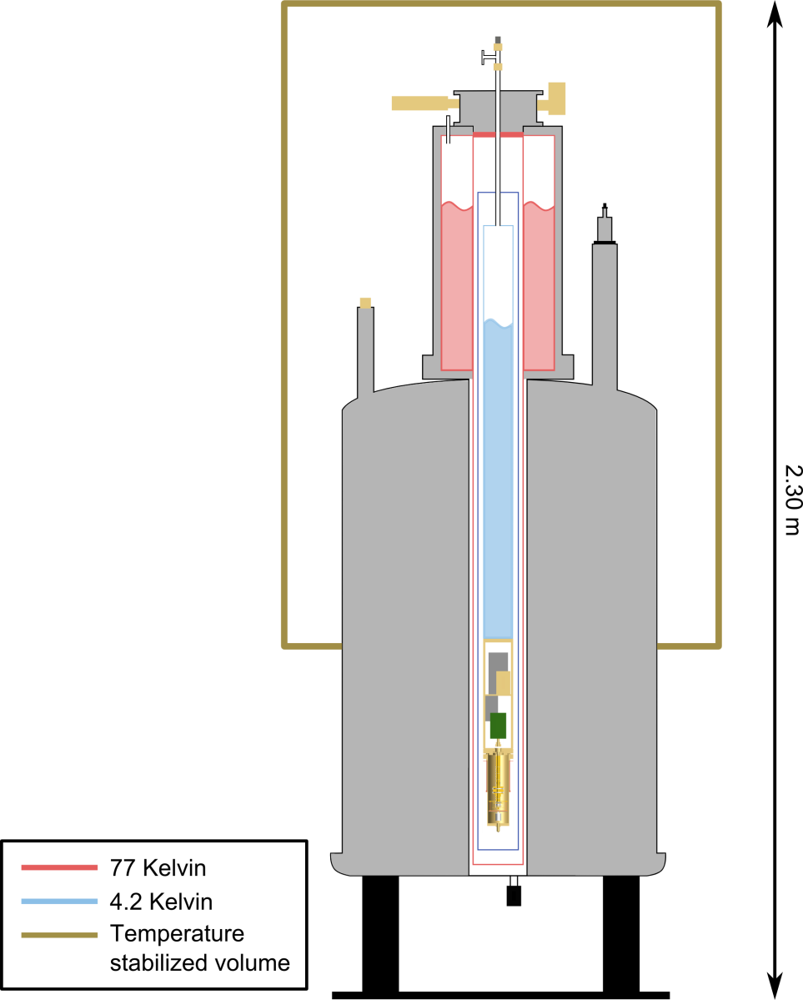 2.30 m
77 Kelvin
4.2 Kelvin
Temperature
stabilized volume